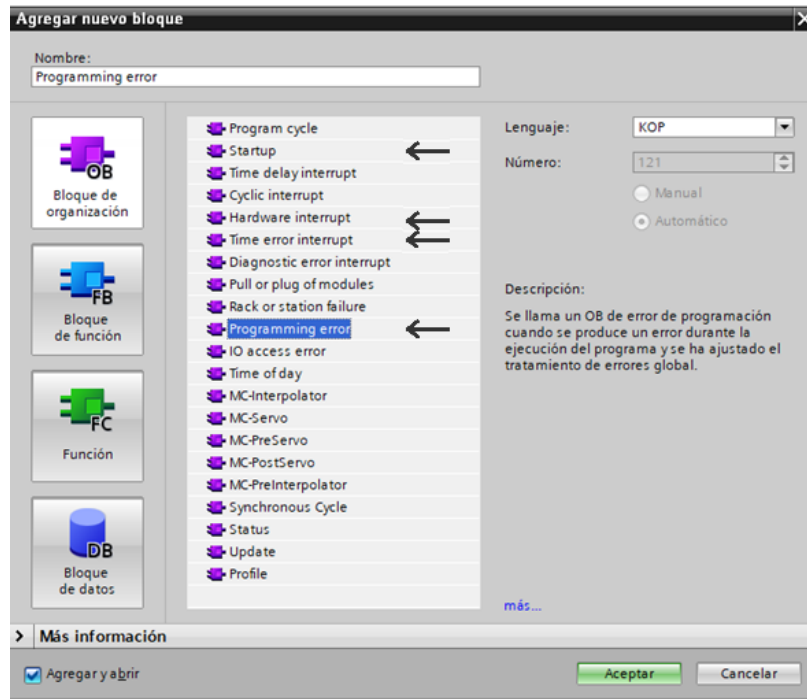 Agregar nuevo bloque
Nombre:
Programming error
OB
Bloque de
organización
FB
Bloque
de función
FC
Función
DB
Bloque
de datos
Program cycle
Startup
Time delay interrupt
Cyclic interrupt
Hardware interrupt
Time error interrupt
Diagnostic error interrupt
Pull or plug of modules
Rack or station failure
Programming error
IO access error
Time of day
MC-Interpolator
MC-Servo
MC-PreServo
MC-PostServo
MC-PreInterpolator
Synchronous Cycle
Status
Update
Profile
Lenguaje: KOP
Número: 121
Manual
Automático
Descripción:
Se llama un OB de error de programación
cuando se produce un error durante la
ejecución del programa y se ha ajustado el
tratamiento de errores global.
más...
> Más información
Agregar y abrir
Aceptar
Cancelar